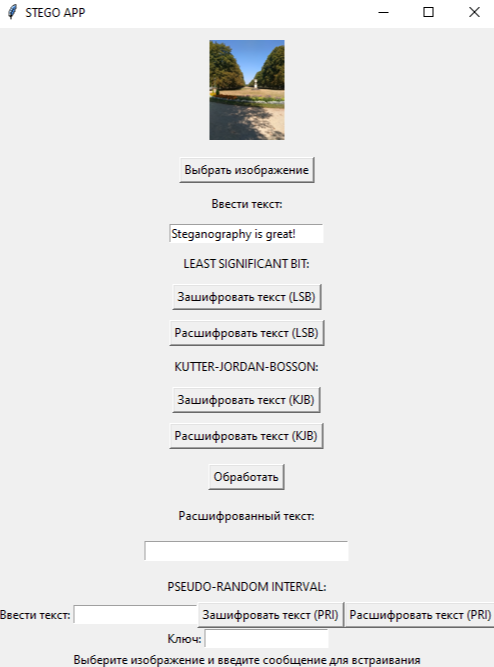 STEGO APP
Выбрать изображение
Ввести текст:
Steganography is great!
LEAST SIGNIFICANT BIT:
Зашифровать текст (LSB)
Расшифровать текст (LSB)
KUTTER-JORDAN-BOSSON:
Зашифровать текст (KJB)
Расшифровать текст (KJB)
Обработать
Расшифрованный текст:
PSEUDO-RANDOM INTERVAL:
Ввести текст: Зашифровать текст (PRI) Расшифровать текст (PRI)
Ключ:
Выберите изображение и введите сообщение для встраивания